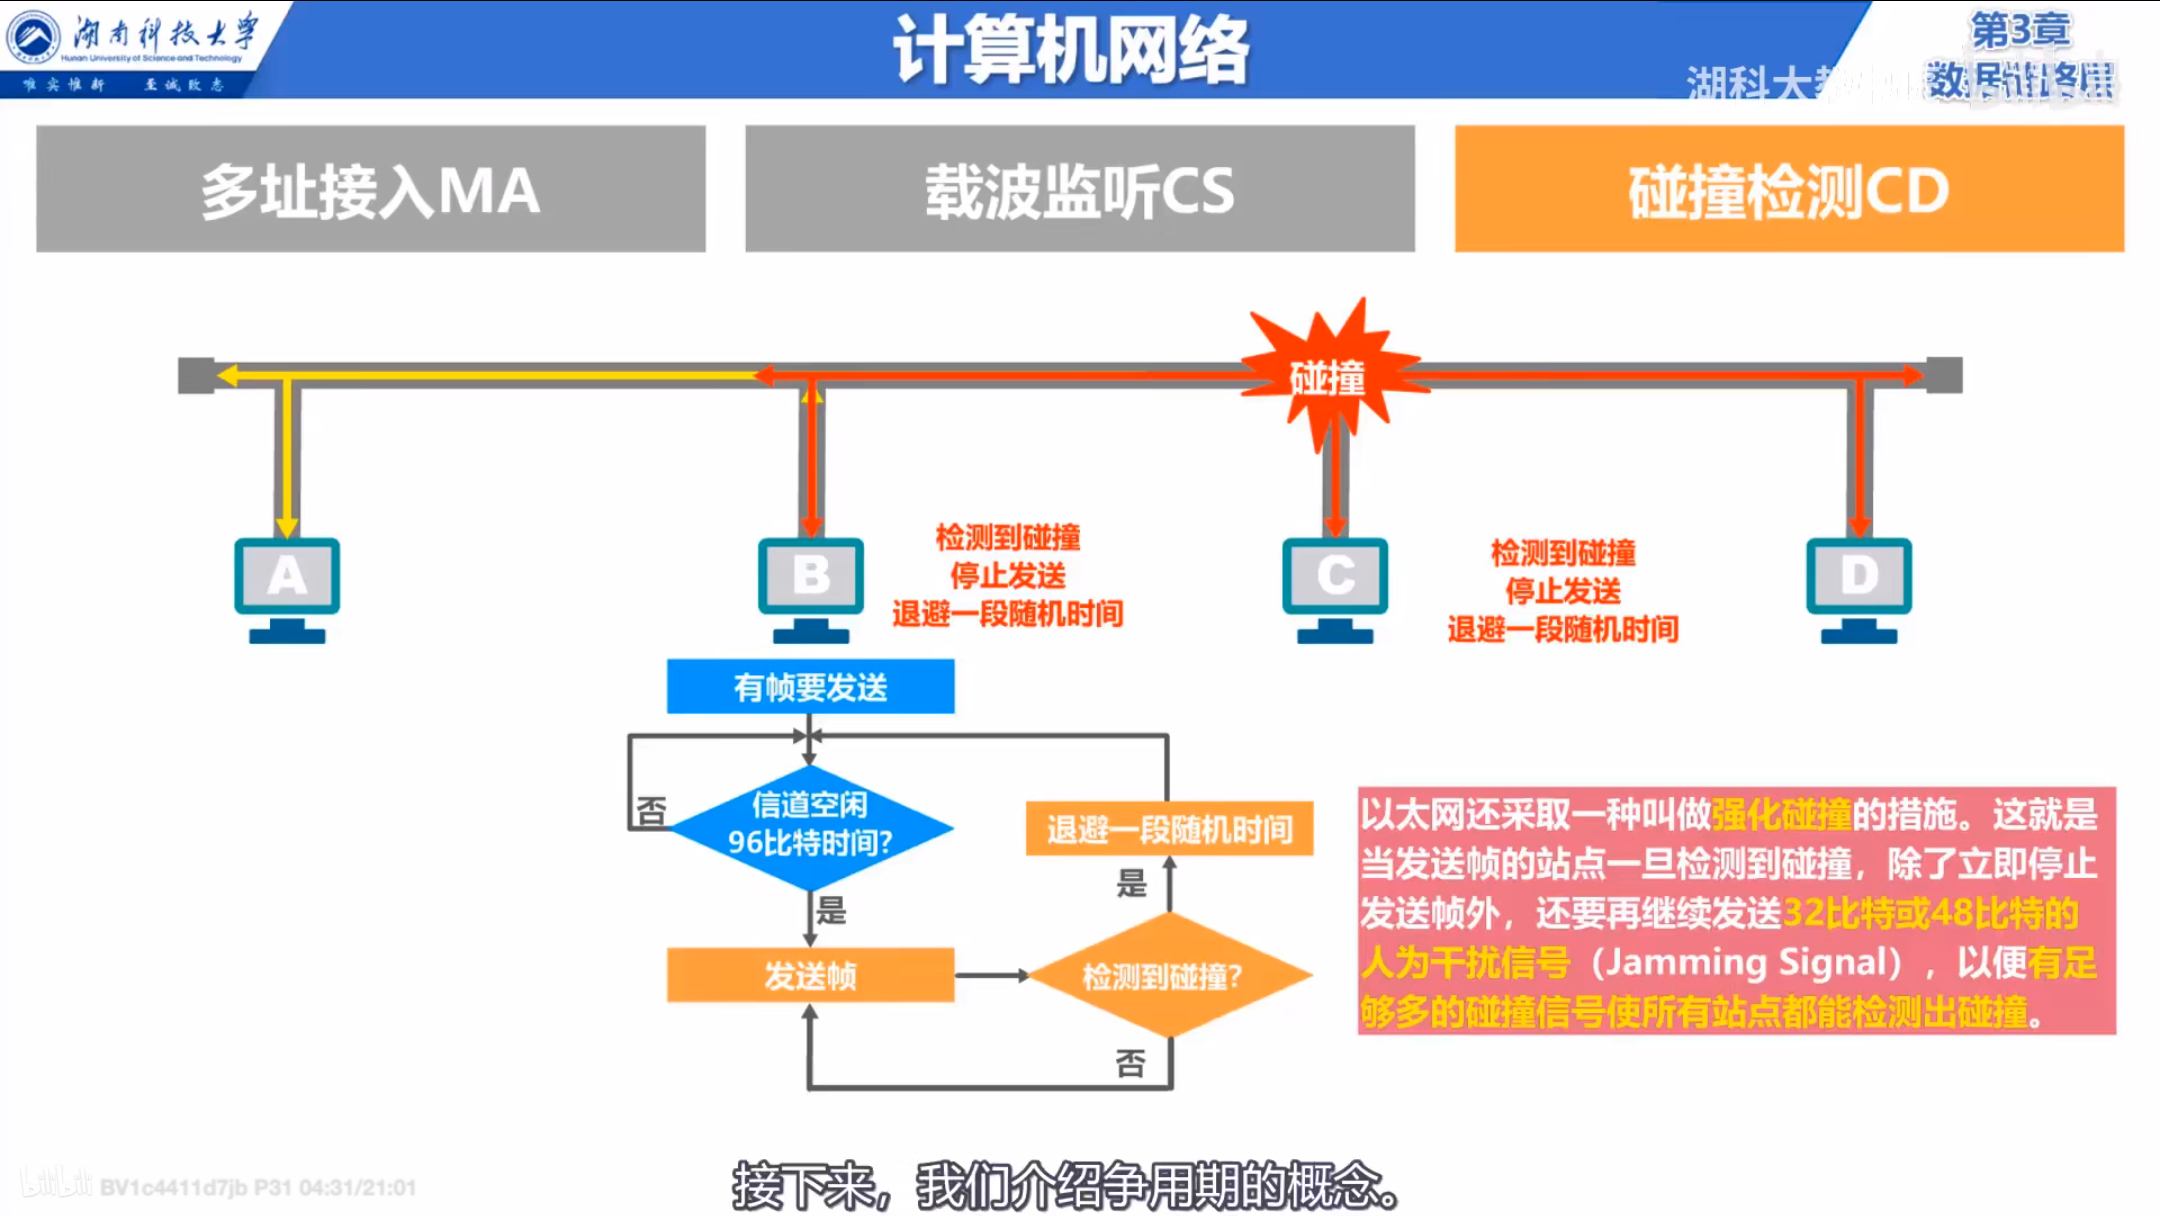 湖南科技大学
Hunan University of Science and Technology
唯实惟新 至诚致志
计算机网络
第3章
数据链路层
湖科大教
多址接入MA
载波监听CS
碰撞检测CD
碰撞
A
B
C
D
检测到碰撞
停止发送
退避一段随机时间
检测到碰撞
停止发送
退避一段随机时间
有帧要发送
信道空闲
96比特时间?
否
是
发送帧
检测到碰撞?
是
否
退避一段随机时间
以太网还采取一种叫做强化碰撞的措施。这就是
当发送帧的站点一旦检测到碰撞，除了立即停止
发送帧外，还要再继续发送32比特或48比特的
人为干扰信号（Jamming Signal），以便有足
够多的碰撞信号使所有站点都能检测出碰撞。
接下来，我们介绍争用期的概念。
bilibili BV1c4411d7jb P31 04:31/21:01